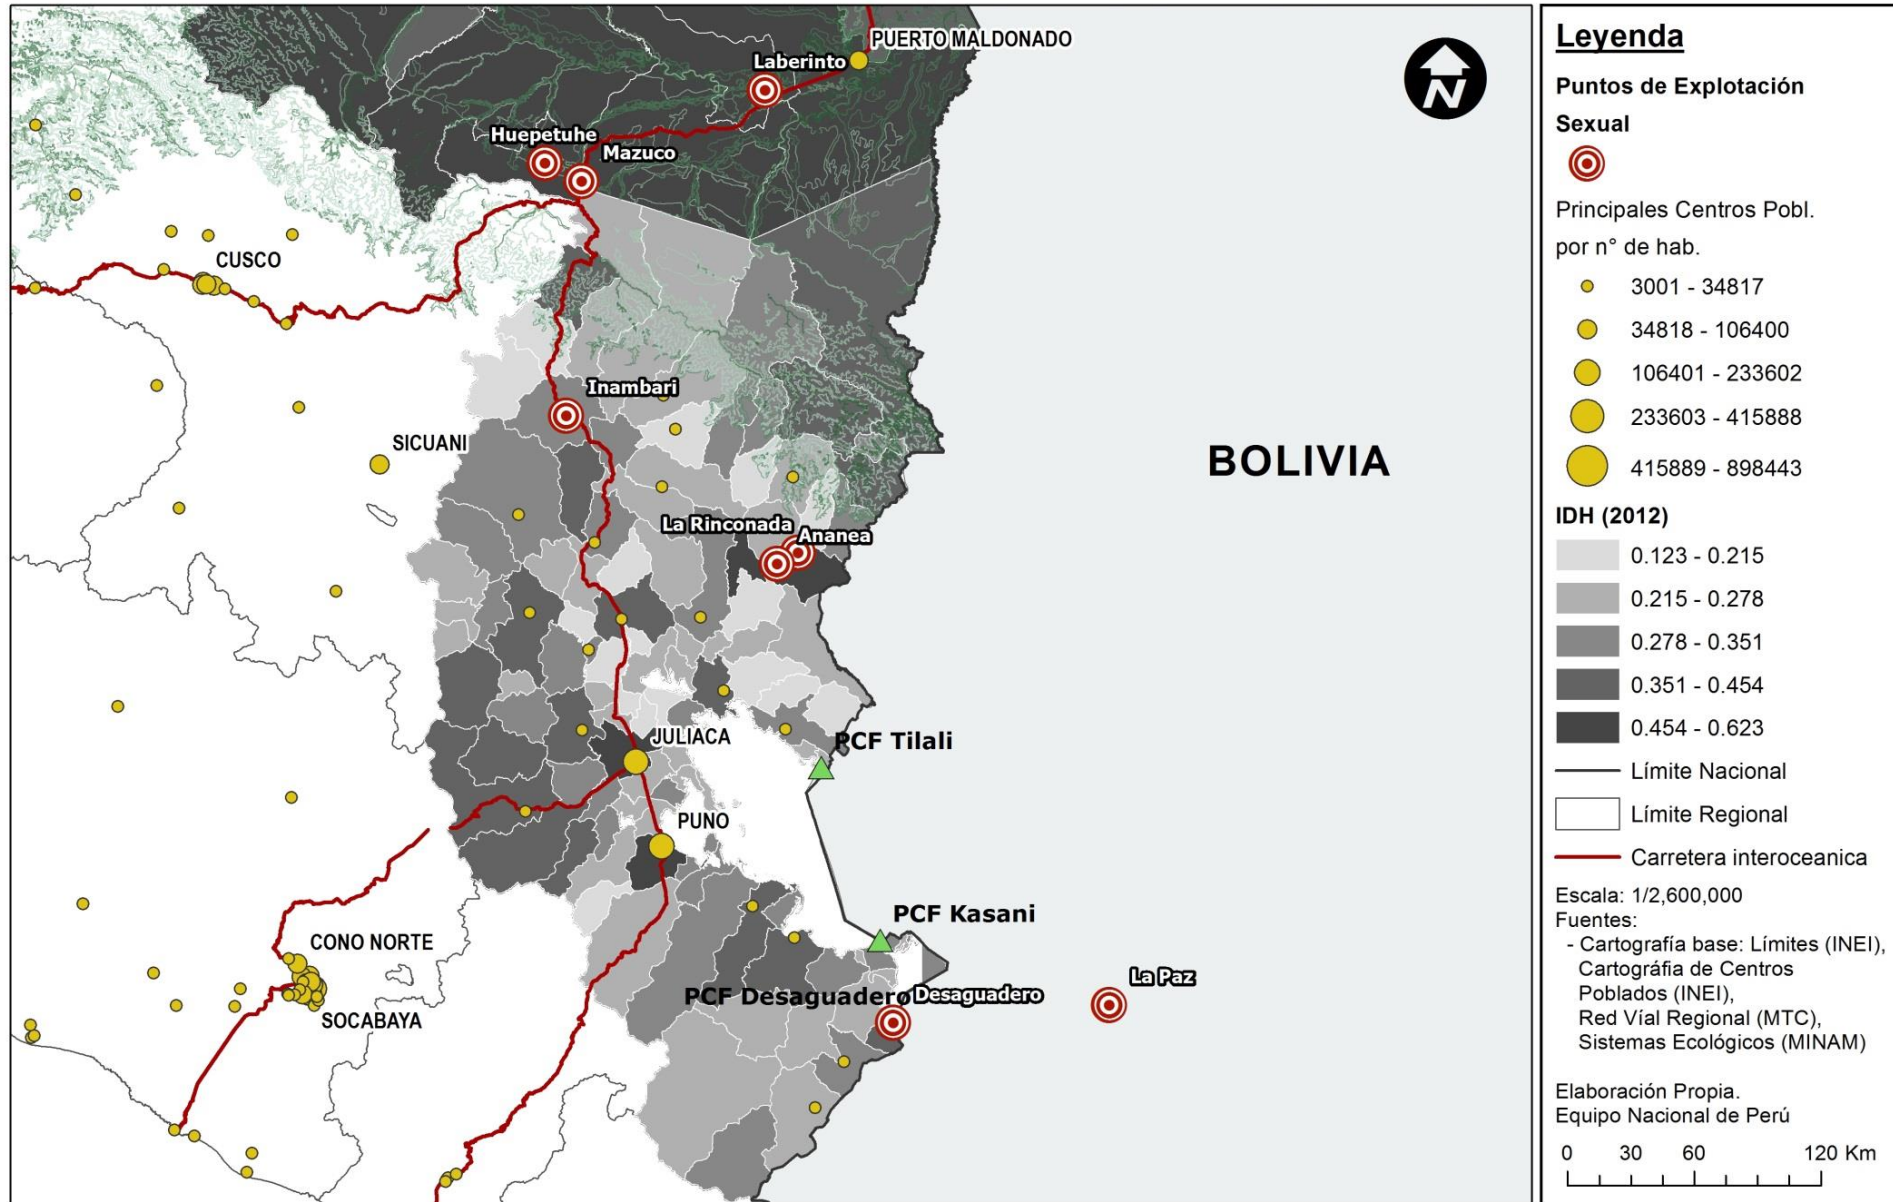 PUERTO MALDONADO
Laberinto
Huepetuhe
Mazuco
CUSCO
Inambari
SICUANI
BOLIVIA
La Rinconada
Ananea
JULIACA
PCF Tilali
PUNO
PCF Kasani
CONO NORTE
La Paz
PCF Desaguadero
Desaguadero
SOCABAYA
N
Leyenda
Puntos de Explotación
Sexual
Principales Centros Pobl.
por n° de hab.
3001 - 34817
34818 - 106400
106401 - 233602
233603 - 415888
415889 - 898443
IDH (2012)
0.123 - 0.215
0.215 - 0.278
0.278 - 0.351
0.351 - 0.454
0.454 - 0.623
Límite Nacional
Límite Regional
Carretera interoceanica
Escala: 1/2,600,000
Fuentes:
- Cartografía base: Límites (INEI),
Cartográfia de Centros
Poblados (INEI),
Red Víal Regional (MTC),
Sistemas Ecológicos (MINAM)
Elaboración Propia.
Equipo Nacional de Perú
0 30 60 120 Km